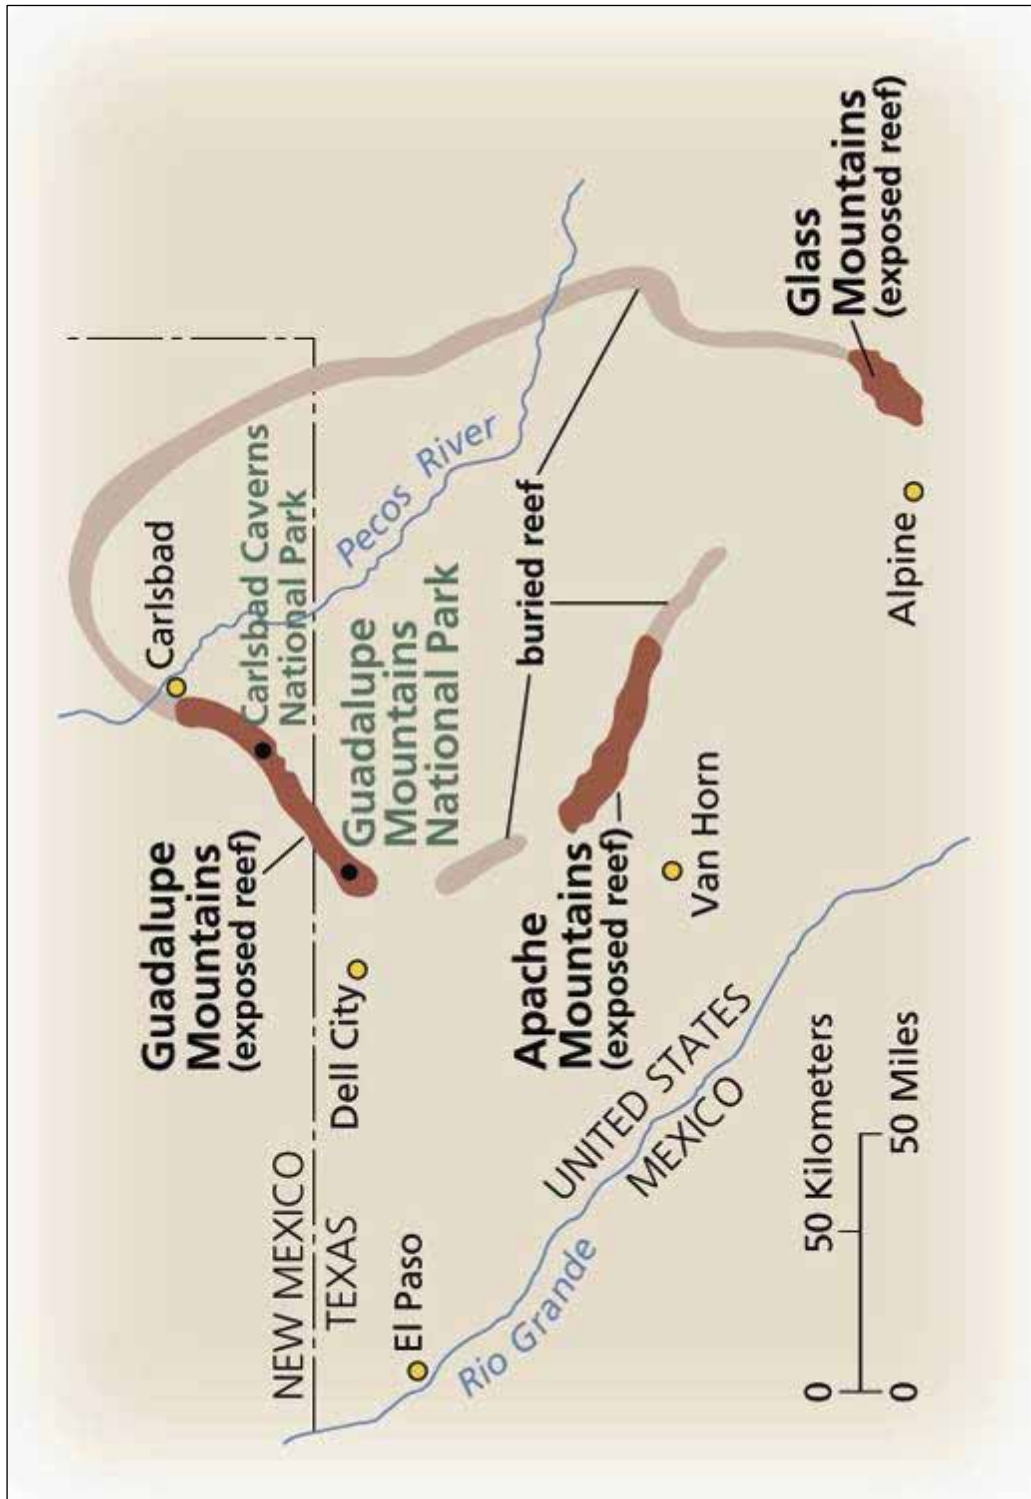 Guadalupe
Mountains
(exposed reef)
Carlsbad
Carlsbad Caverns
National Park
NEW MEXICO
TEXAS
Dell City
Guadalupe
Mountains
National Park
Pecos River
El Paso
Rio Grande
buried reef
Apache
Mountains
(exposed reef)
UNITED STATES
MEXICO
Van Horn
Glass
Mountains
(exposed reef)
Alpine
0 50 Kilometers
0 50 Miles